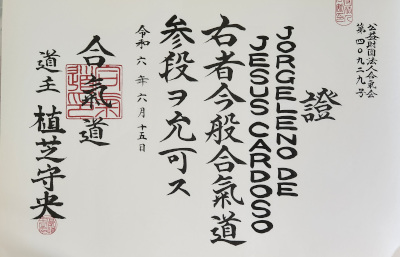 公益財団法人合氣会
第四〇九二九号
證
JORGELENO DE
JESUS CARDOSO
右者今般合氣道
参段ヲ允可ス
令和六年六月十五日
合氣道
道主 植芝守央